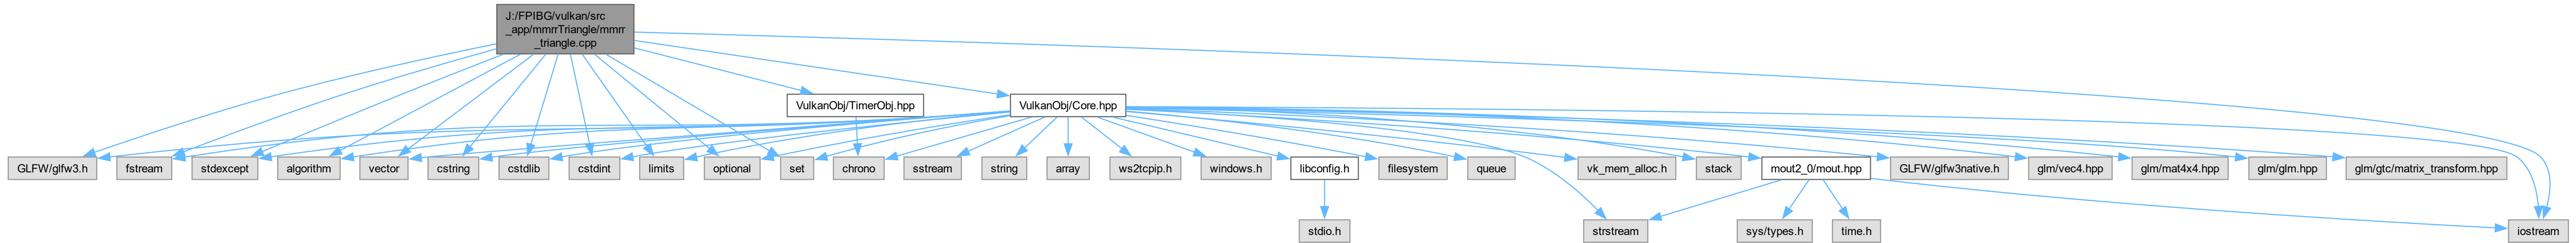 J:/FPIBG/vulkan/src
_app/mmrrTriangle/mmrr
_triangle.cpp
VulkanObj/TimerObj.hpp
VulkanObj/Core.hpp
GLFW/glfw3.h
fstream
stdexcept
algorithm
vector
cstring
cstdlib
cstdint
limits
optional
set
chrono
sstream
string
array
ws2tcpip.h
windows.h
libconfig.h
filesystem
queue
vk_mem_alloc.h
stack
mout2_0/mout.hpp
GLFW/glfw3native.h
glm/vec4.hpp
glm/mat4x4.hpp
glm/glm.hpp
glm/gtc/matrix_transform.hpp
stdio.h
strstream
sys/types.h
time.h
iostream